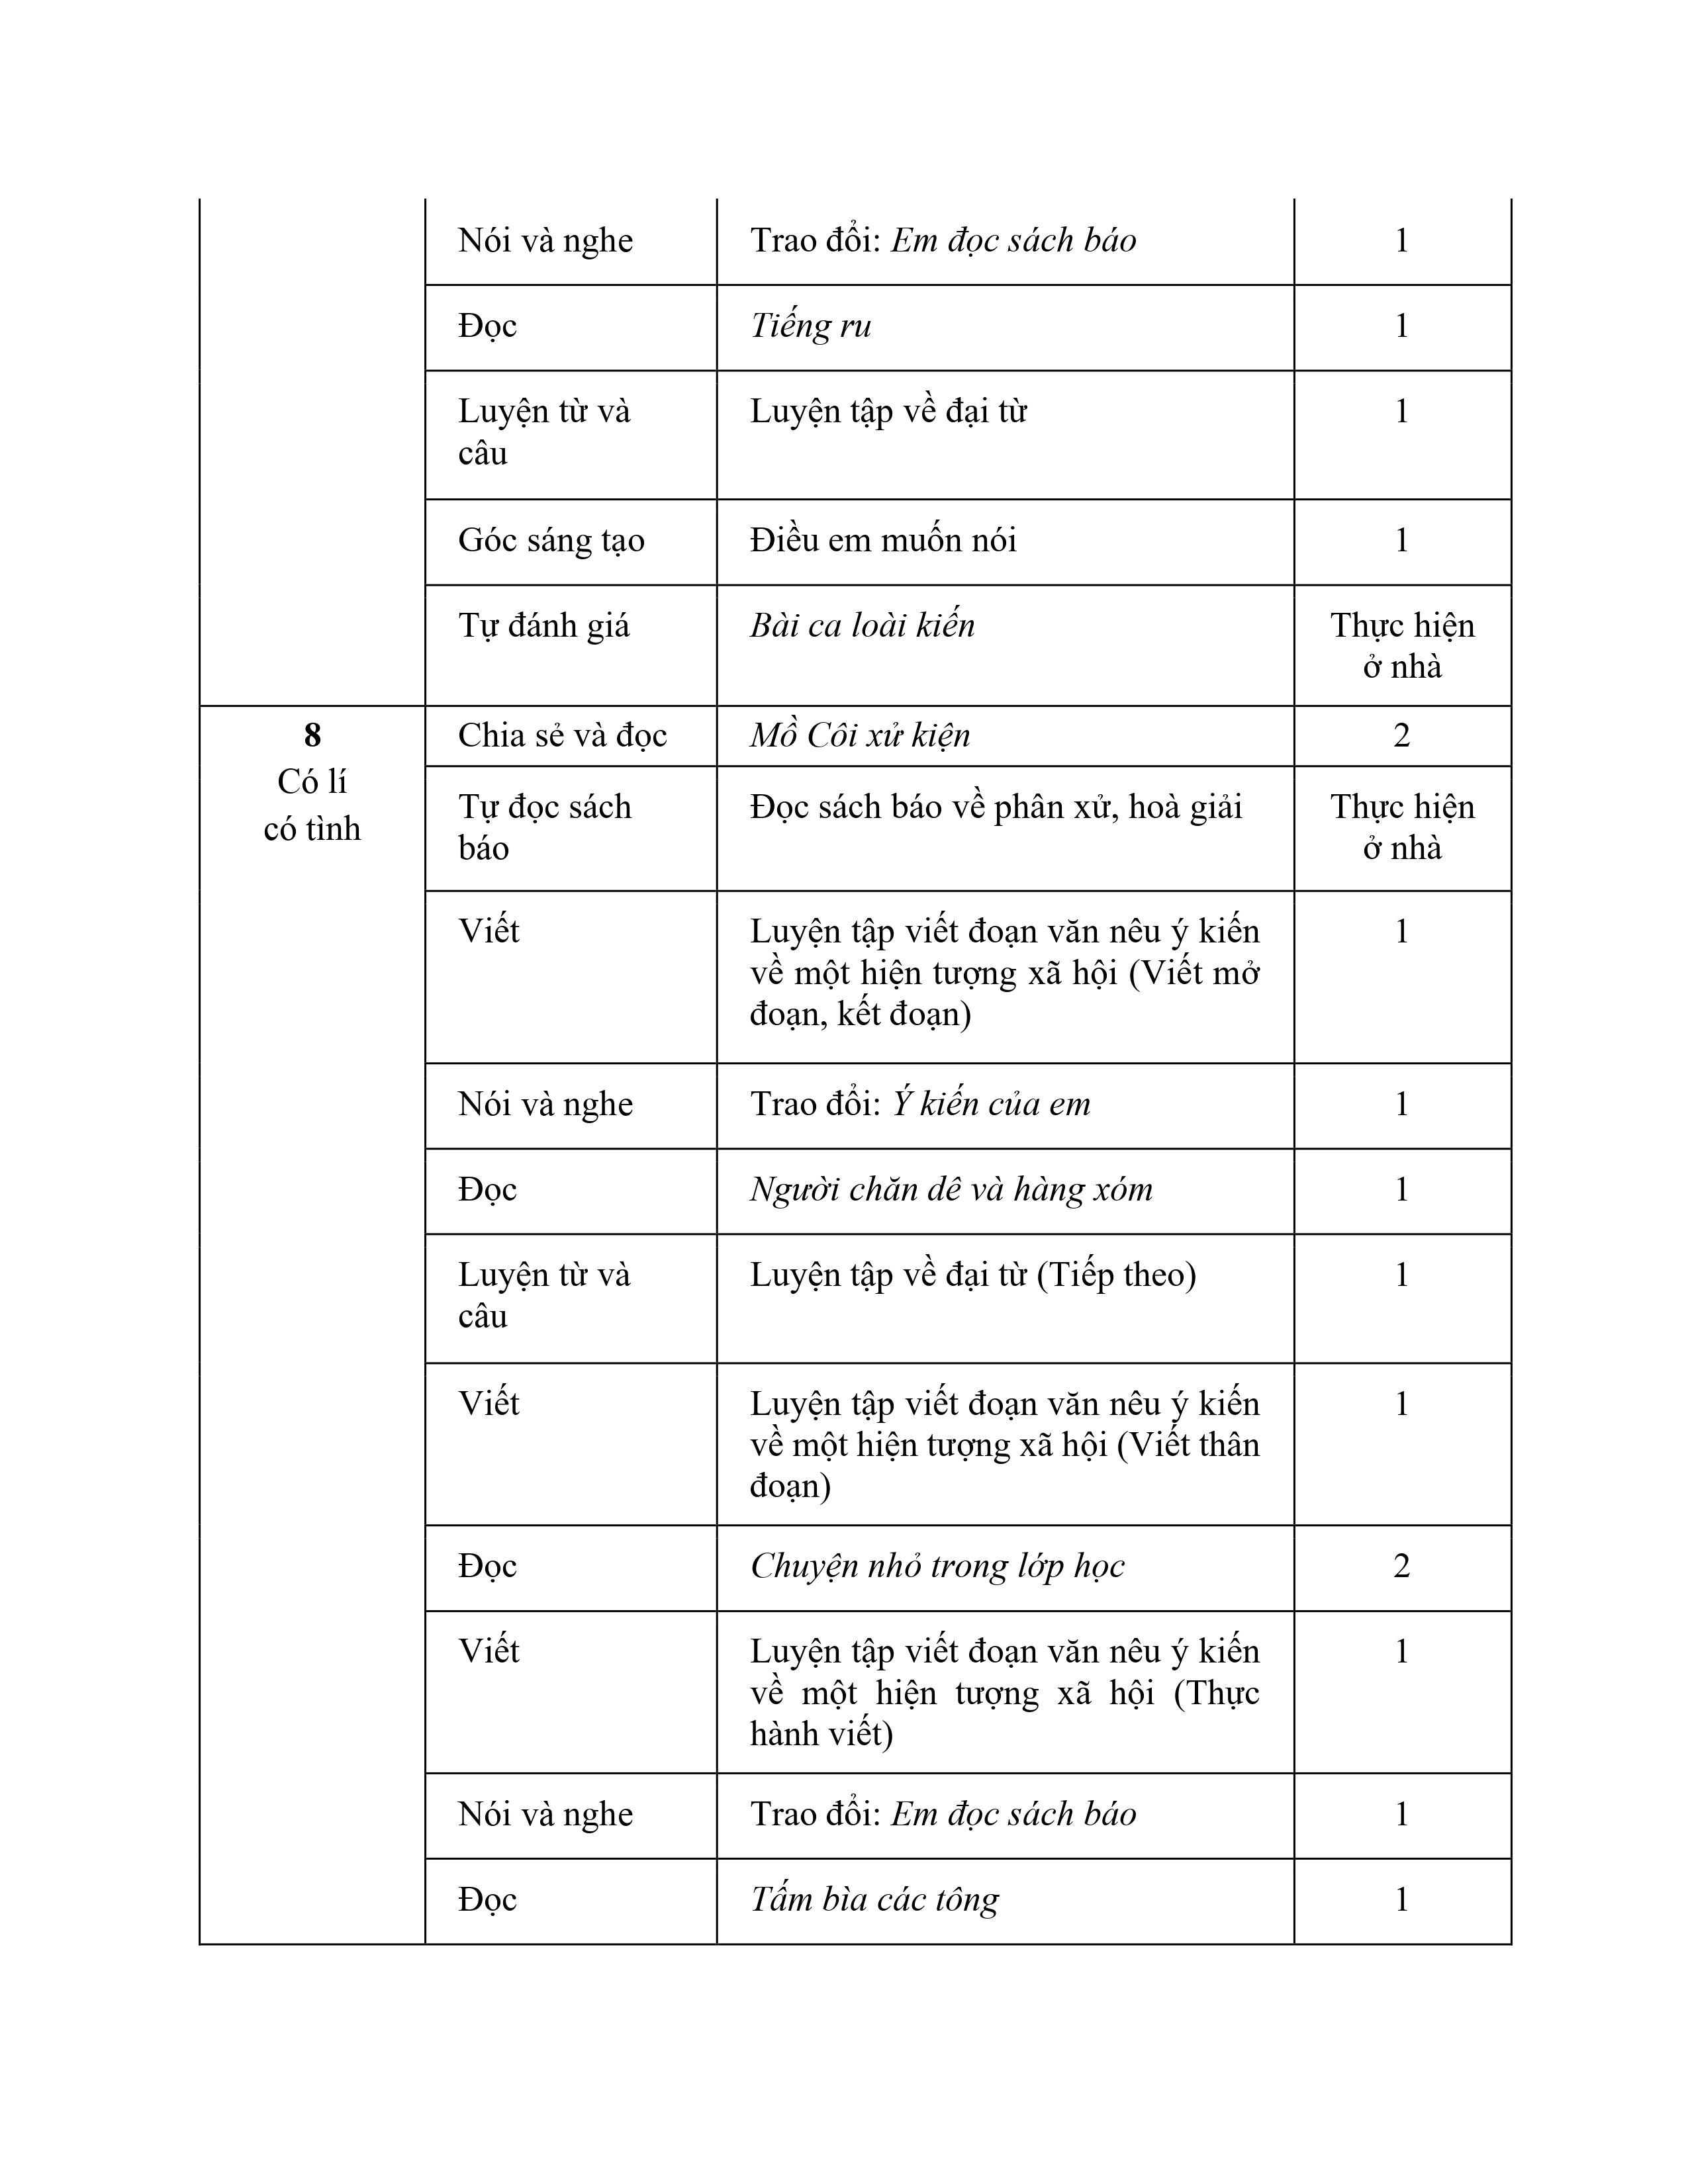 Nói và nghe
Trao đổi: Em đọc sách báo
1
Đọc
Tiếng ru
1
Luyện từ và
câu
Luyện tập về đại từ
1
Góc sáng tạo
Điều em muốn nói
1
Tự đánh giá
Bài ca loài kiến
Thực hiện
ở nhà
8
Có lí
có tình
Chia sẻ và đọc
Mồ Côi xử kiện
2
Tự đọc sách
báo
Đọc sách báo về phân xử, hoà giải
Thực hiện
ở nhà
Viết
Luyện tập viết đoạn văn nêu ý kiến
về một hiện tượng xã hội (Viết mở
đoạn, kết đoạn)
1
Nói và nghe
Trao đổi: Ý kiến của em
1
Đọc
Người chăn dê và hàng xóm
1
Luyện từ và
câu
Luyện tập về đại từ (Tiếp theo)
1
Viết
Luyện tập viết đoạn văn nêu ý kiến
về một hiện tượng xã hội (Viết thân
đoạn)
1
Đọc
Chuyện nhỏ trong lớp học
2
Viết
Luyện tập viết đoạn văn nêu ý kiến
về một hiện tượng xã hội (Thực
hành viết)
1
Nói và nghe
Trao đổi: Em đọc sách báo
1
Đọc
Tấm bìa các tông
1